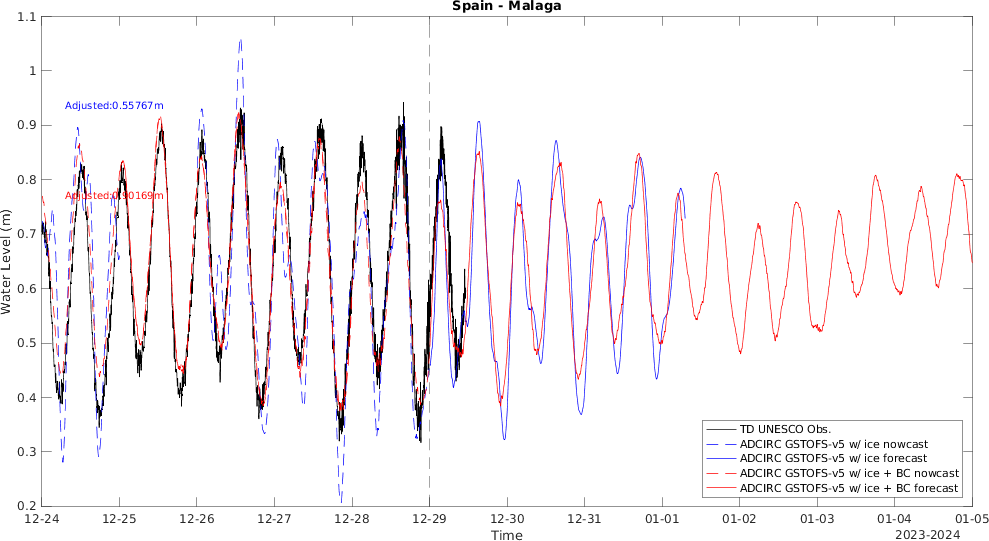 Spain - Malaga
1.1
1
0.9
0.8
0.7
0.6
0.5
0.4
0.3
0.2
Water Level (m)
Adjusted:0.55767m
Adjusted:0.90169m
TD UNESCO Obs.
ADCIRC GSTOFS-v5 w/ ice nowcast
ADCIRC GSTOFS-v5 w/ ice forecast
ADCIRC GSTOFS-v5 w/ ice + BC nowcast
ADCIRC GSTOFS-v5 w/ ice + BC forecast
12-24 12-25 12-26 12-27 12-28 12-29 12-30 12-31 01-01 01-02 01-03 01-04 01-05
Time
2023-2024